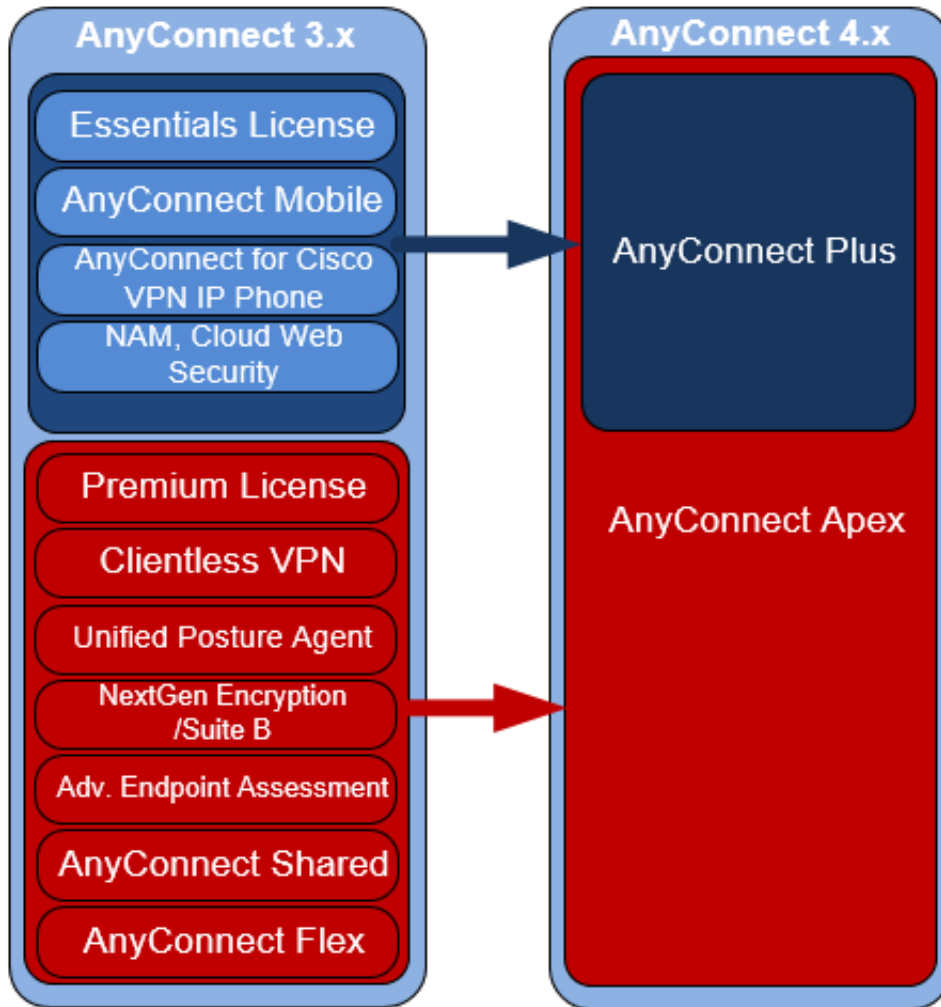 AnyConnect 3.x
Essentials License
AnyConnect Mobile
AnyConnect for Cisco
VPN IP Phone
NAM, Cloud Web
Security
Premium License
Clientless VPN
Unified Posture Agent
NextGen Encryption
/Suite B
Adv. Endpoint Assessment
AnyConnect Shared
AnyConnect Flex
AnyConnect 4.x
AnyConnect Plus
AnyConnect Apex